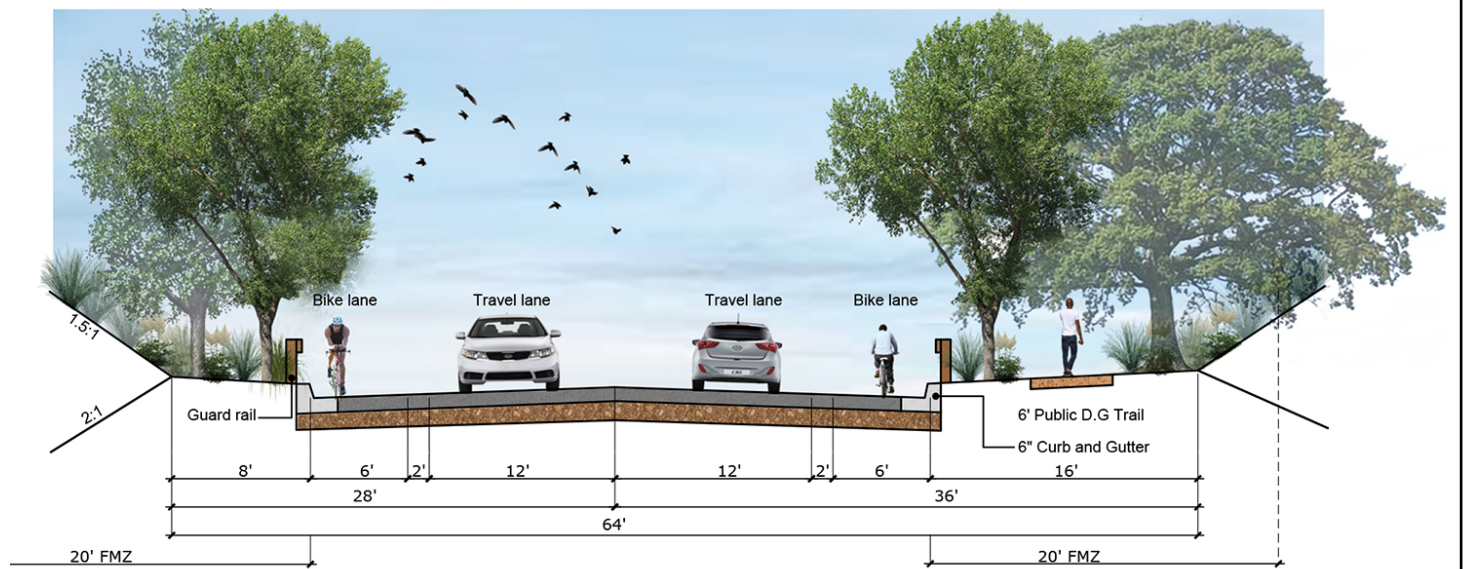 Bike lane
Travel lane
Travel lane
Bike lane
1.5:1
2:1
Guard rail
6' Public D.G Trail
6" Curb and Gutter
8'
6'
2'
12'
12'
2'
6'
16'
28'
36'
64'
20' FMZ
20' FMZ